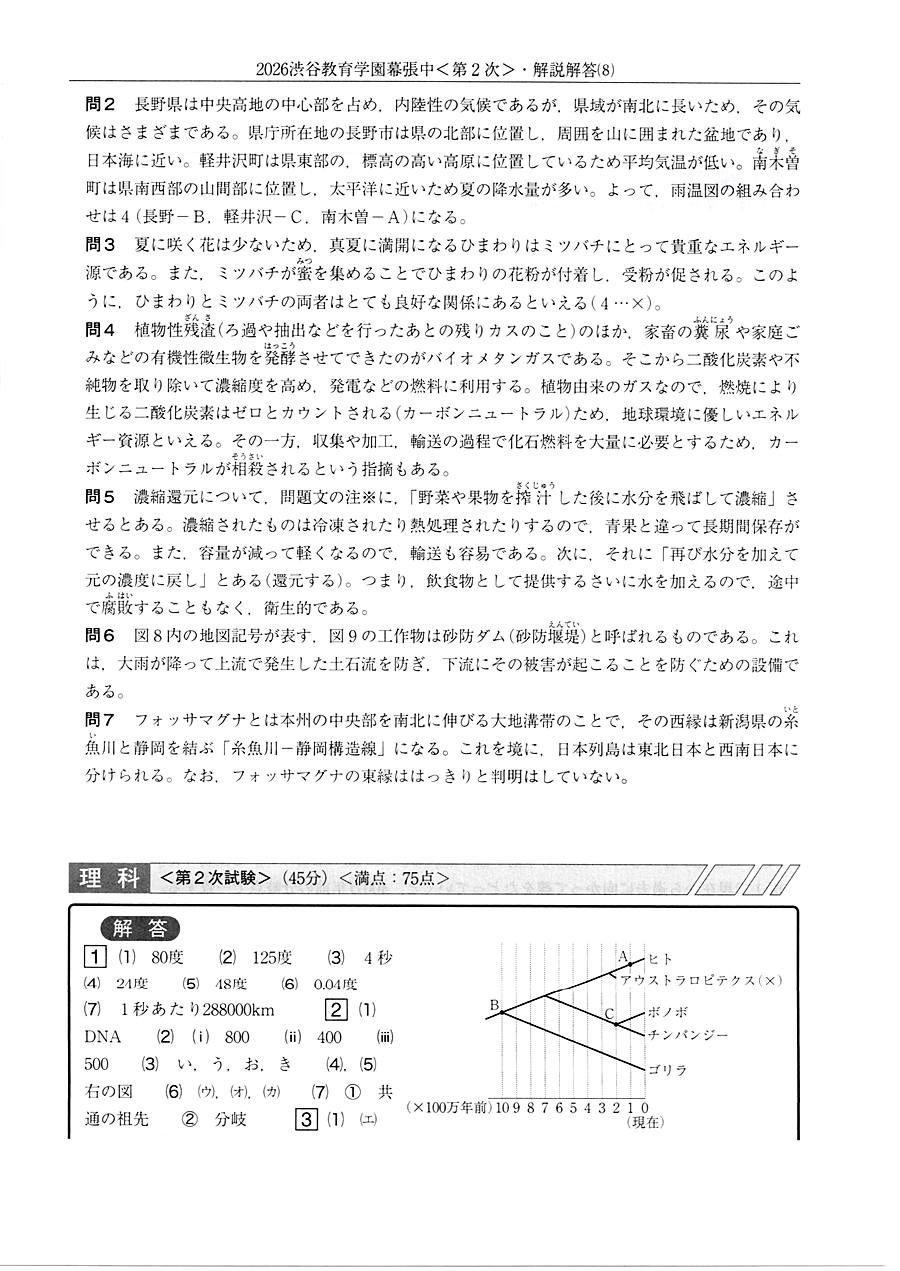 2026渋谷教育学園幕張中<第2次>・解説解答(8)
問2　長野県は中央高地の中心部を占め，内陸性の気候であるが，県域が南北に長いため，その気
候はさまざまである。県庁所在地の長野市は県の北部に位置し，周囲を山に囲まれた盆地であり，
日本海に近い。軽井沢町は県東部の，標高の高い高原に位置しているため平均気温が低い。南木曽
町は県南西部の山間部に位置し，太平洋に近いため夏の降水量が多い。よって，雨温図の組み合わ
せは4(長野－B，軽井沢－C，南木曽－A)になる。
問3　夏に咲く花は少ないため，真夏に満開になるひまわりはミツバチにとって貴重なエネルギー
源である。また，ミツバチが蜜を集めることでひまわりの花粉が付着し，受粉が促される。このよ
うに，ひまわりとミツバチの両者はとても良好な関係にあるといえる(4…×)。
問4　植物性残渣(ろ過や抽出などを行ったあとの残りカスのこと)のほか，家畜の糞尿や家庭ご
みなどの有機性微生物を発酵させてできたのがバイオメタンガスである。そこから二酸化炭素や不
純物を取り除いて濃縮度を高め，発電などの燃料に利用する。植物由来のガスなので，燃焼により
生じる二酸化炭素はゼロとカウントされる(カーボンニュートラル)ため，地球環境に優しいエネル
ギー資源といえる。その一方，収集や加工，輸送の過程で化石燃料を大量に必要とするため，カー
ボンニュートラルが相殺されるという指摘もある。
問5　濃縮還元について，問題文の注※に，「野菜や果物を搾汁した後に水分を飛ばして濃縮」さ
せるとある。濃縮されたものは冷凍されたり熱処理されたりするので，青果と違って長期間保存が
できる。また，容量が減って軽くなるので，輸送も容易である。次に，それに「再び水分を加えて
元の濃度に戻し」とある(還元する)。つまり，飲食物として提供するさいに水を加えるので，途中
で腐敗することもなく，衛生的である。
問6　図8内の地図記号が表す，図9の工作物は砂防ダム(砂防堰堤)と呼ばれるものである。これ
は，大雨が降って上流で発生した土石流を防ぎ，下流にその被害が起こることを防ぐための設備で
ある。
問7　フォッサマグナとは本州の中央部を南北に伸びる大地溝帯のことで，その西縁は新潟県の糸
魚川と静岡を結ぶ「糸魚川－静岡構造線」になる。これを境に，日本列島は東北日本と西南日本に
分けられる。なお，フォッサマグナの東縁ははっきりと判明はしていない。
理科　<第2次試験>　(45分)　<満点：75点>
解答
1　(1)　80度　(2)　125度　(3)　4秒
(4)　24度　(5)　48度　(6)　0.04度
(7)　1秒あたり288000km　2　(1)
DNA　(2)　(ⅰ)　800　(ⅱ)　400　(ⅲ)
500　(3)　い，う，お，き　(4)，(5)
右の図　(6)　(ウ)，(オ)，(カ)　(7)　①　共
通の祖先　②　分岐　3　(1)　(エ)
A
ヒト
アウストラロピテクス(×)
B
ボノボ
C
チンパンジー
ゴリラ
(×100万年前) 10 9 8 7 6 5 4 3 2 1 0
(現在)